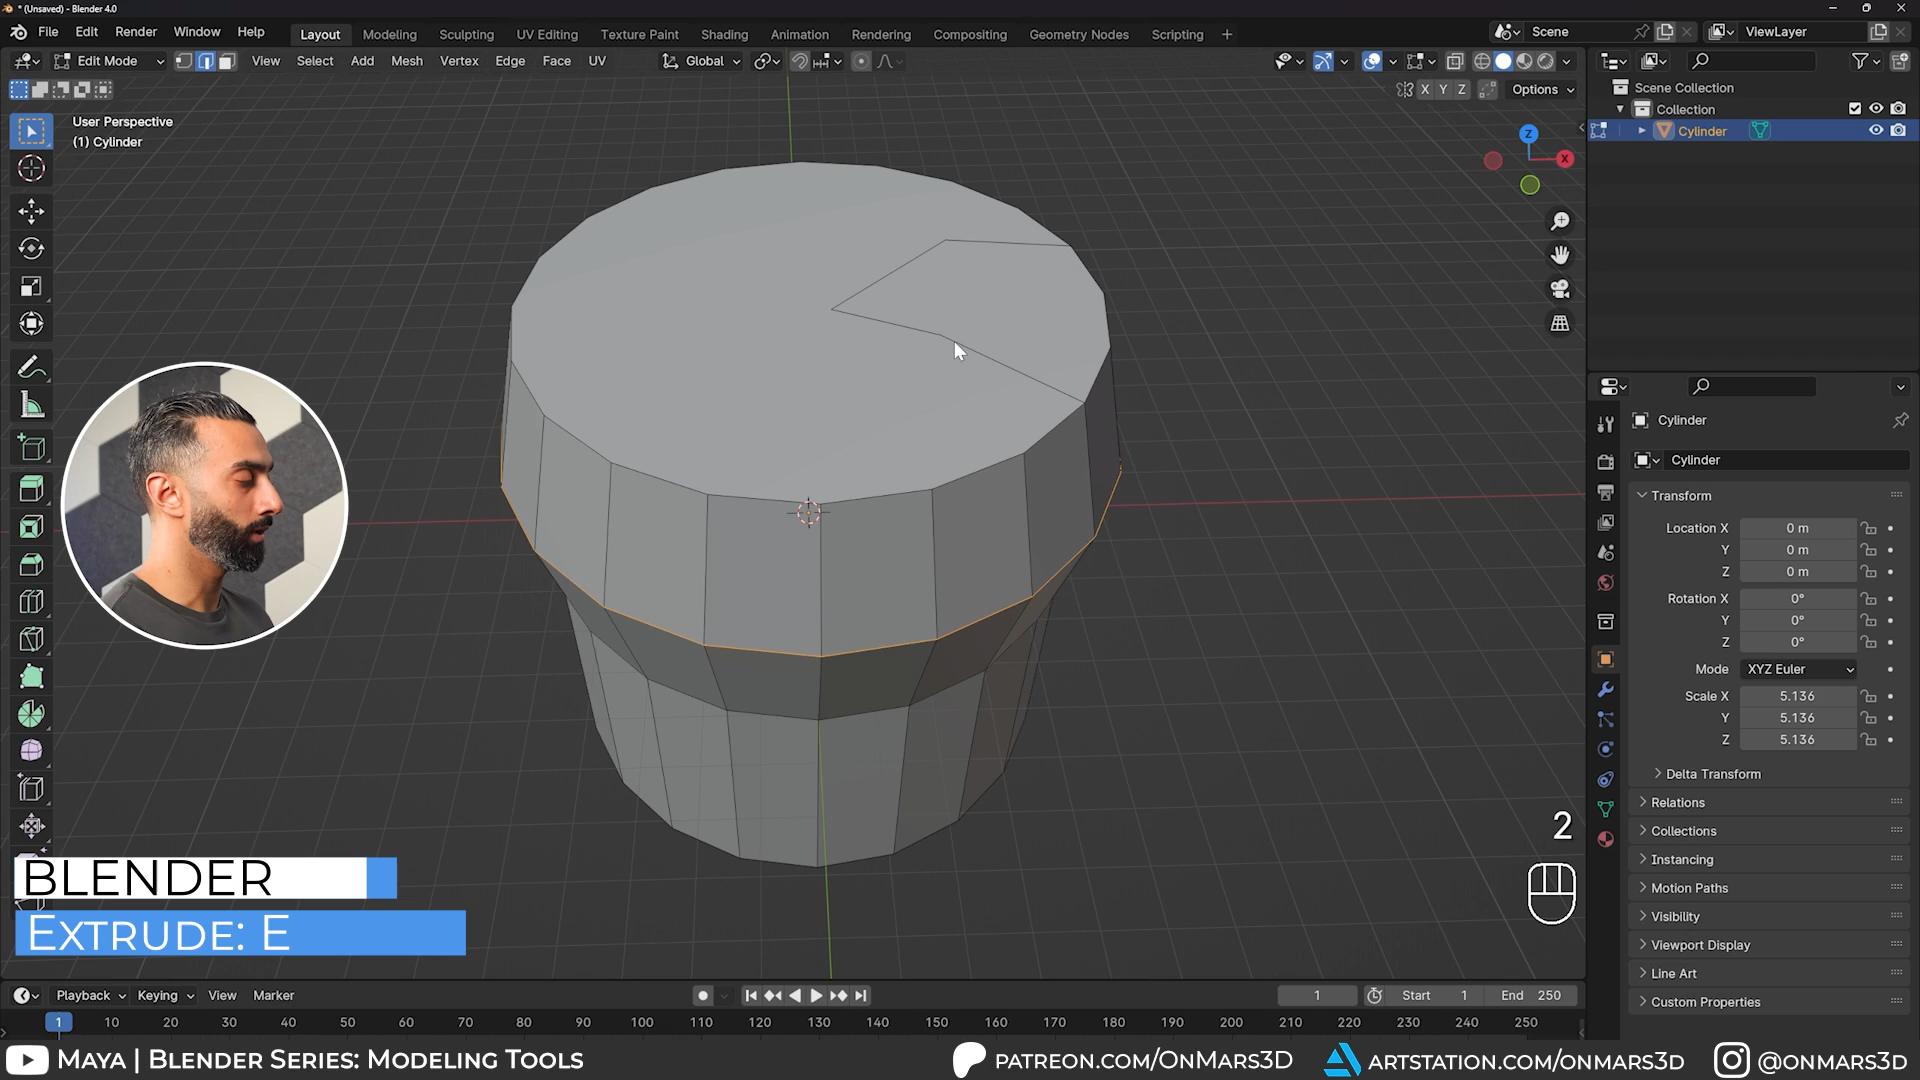 * (Unsaved) - Blender 4.0
File Edit Render Window Help
Layout Modeling Sculpting UV Editing Texture Paint Shading Animation Rendering Compositing Geometry Nodes Scripting +
Scene
ViewLayer
Edit Mode
View Select Add Mesh Vertex Edge Face UV
Global
X Y Z
Options
User Perspective
(1) Cylinder
Z
X
Scene Collection
Collection
Cylinder
Cylinder
Cylinder
Transform
Location X 0 m
Y 0 m
Z 0 m
Rotation X 0°
Y 0°
Z 0°
Mode XYZ Euler
Scale X 5.136
Y 5.136
Z 5.136
Delta Transform
Relations
Collections
Instancing
Motion Paths
Visibility
Viewport Display
Line Art
Custom Properties
2
BLENDER
EXTRUDE: E
Playback Keying View Marker
1
Start 1
End 250
1 10 20 30 40 50 60 70 80 90 100 110 120 130 140 150 160 170 180 190 200 210 220 230 240 250
MAYA | BLENDER SERIES: MODELING TOOLS
PATREON.COM/ONMARS3D
ARTSTATION.COM/ONMARS3D
@ONMARS3D